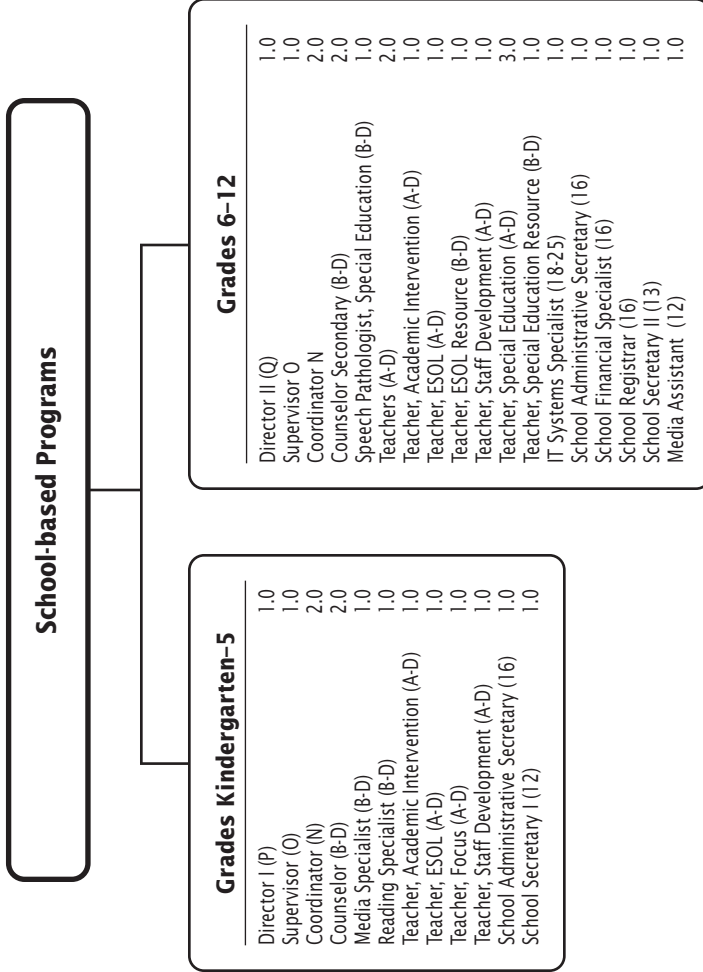 School-based Programs
Grades Kindergarten–5
Director I (P) 1.0
Supervisor (O) 1.0
Coordinator (N) 2.0
Counselor (B-D) 2.0
Media Specialist (B-D) 1.0
Reading Specialist (B-D) 1.0
Teacher, Academic Intervention (A-D) 1.0
Teacher, ESOL (A-D) 1.0
Teacher, Focus (A-D) 1.0
Teacher, Staff Development (A-D) 1.0
School Administrative Secretary (16) 1.0
School Secretary I (12) 1.0
Grades 6–12
Director II (Q) 1.0
Supervisor O 1.0
Coordinator N 2.0
Counselor Secondary (B-D) 2.0
Speech Pathologist, Special Education (B-D) 1.0
Teachers (A-D) 2.0
Teacher, Academic Intervention (A-D) 1.0
Teacher, ESOL (A-D) 1.0
Teacher, ESOL Resource (B-D) 1.0
Teacher, Staff Development (A-D) 1.0
Teacher, Special Education (A-D) 3.0
Teacher, Special Education Resource (B-D) 1.0
IT Systems Specialist (18-25) 1.0
School Administrative Secretary (16) 1.0
School Financial Specialist (16) 1.0
School Registrar (16) 1.0
School Secretary II (13) 1.0
Media Assistant (12) 1.0